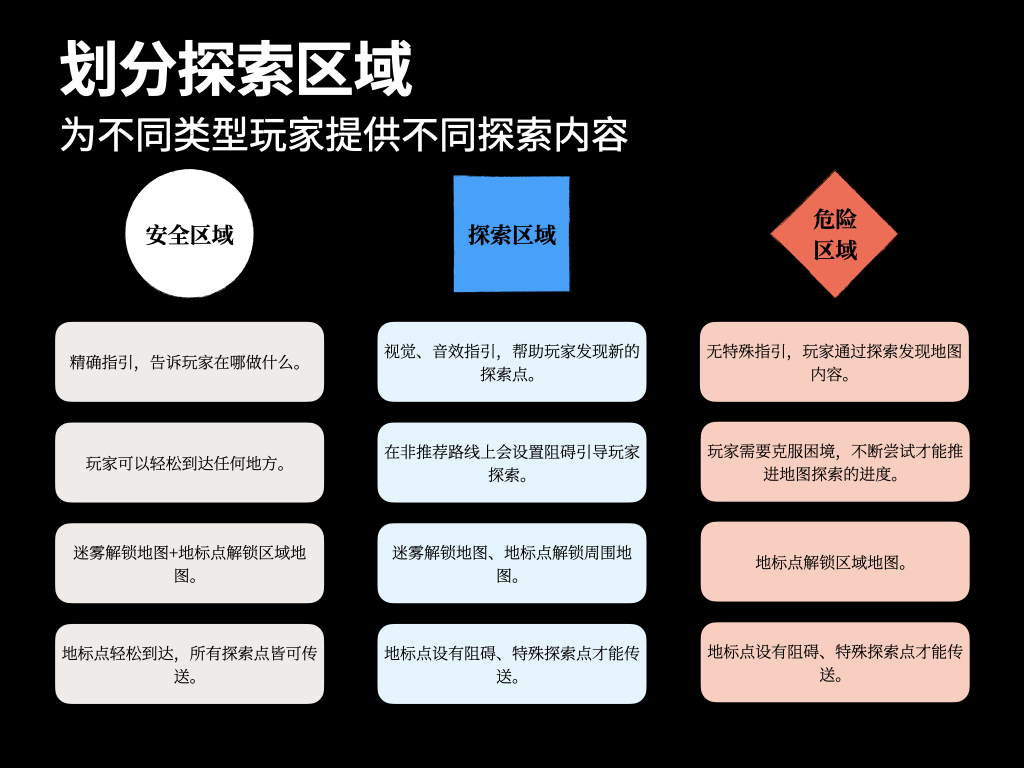 划分探索区域
为不同类型玩家提供不同探索内容
安全区域
探索区域
危险
区域
精确指引，告诉玩家在哪做什么。
视觉、音效指引，帮助玩家发现新的
探索点。
无特殊指引，玩家通过探索发现地图
内容。
玩家可以轻松到达任何地方。
在非推荐路线上会设置阻碍引导玩家
探索。
玩家需要克服困境，不断尝试才能推
进地图探索的进度。
迷雾解锁地图+地标点解锁区域地
图。
迷雾解锁地图、地标点解锁周围地
图。
地标点解锁区域地图。
地标点轻松到达，所有探索点皆可传
送。
地标点设有阻碍、特殊探索点才能传
送。
地标点设有阻碍、特殊探索点才能传
送。